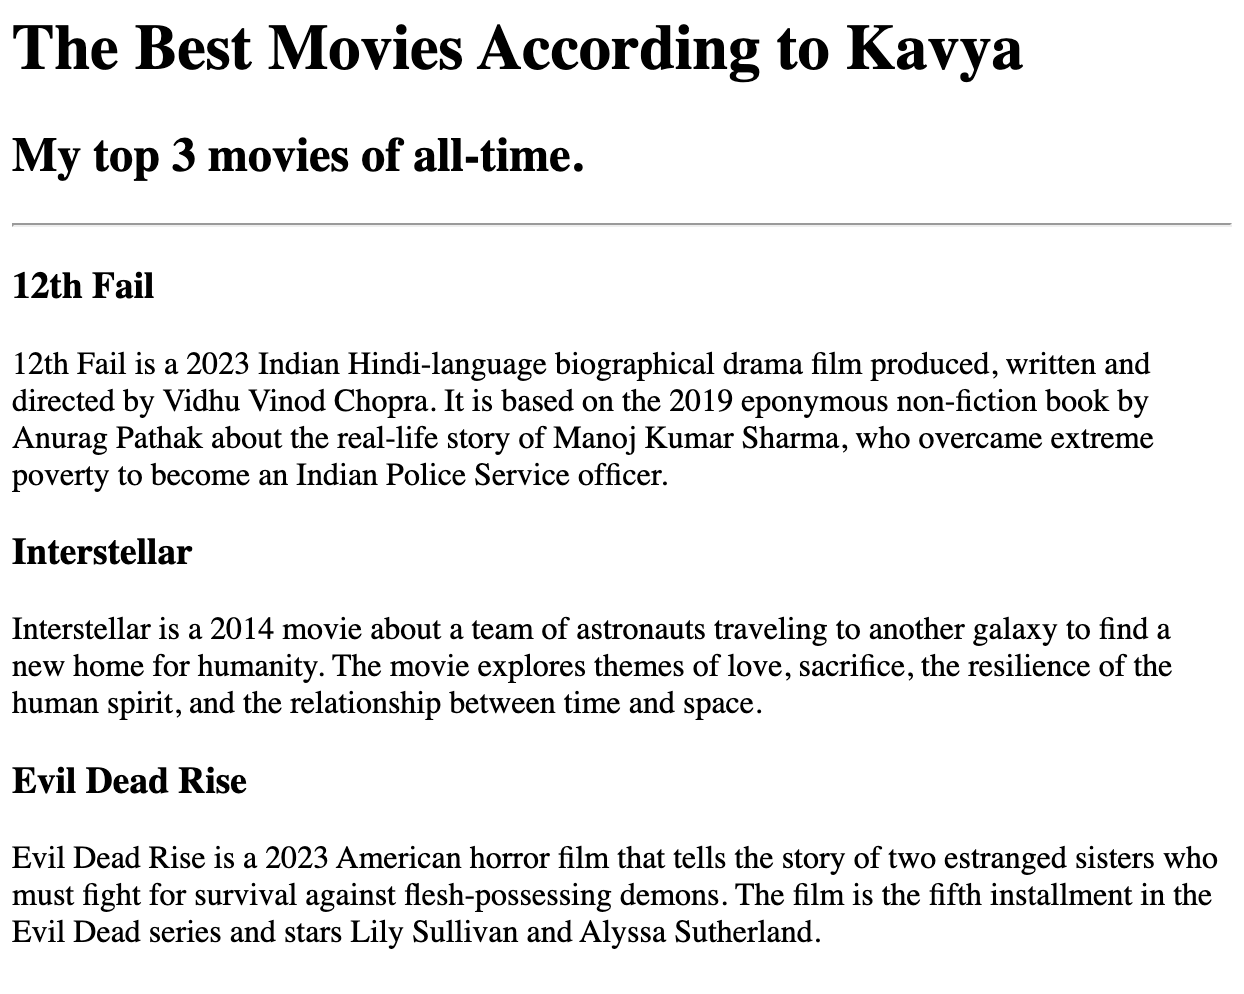 The Best Movies According to Kavya
My top 3 movies of all-time.
12th Fail
12th Fail is a 2023 Indian Hindi-language biographical drama film produced, written and
directed by Vidhu Vinod Chopra. It is based on the 2019 eponymous non-fiction book by
Anurag Pathak about the real-life story of Manoj Kumar Sharma, who overcame extreme
poverty to become an Indian Police Service officer.
Interstellar
Interstellar is a 2014 movie about a team of astronauts traveling to another galaxy to find a
new home for humanity. The movie explores themes of love, sacrifice, the resilience of the
human spirit, and the relationship between time and space.
Evil Dead Rise
Evil Dead Rise is a 2023 American horror film that tells the story of two estranged sisters who
must fight for survival against flesh-possessing demons. The film is the fifth installment in the
Evil Dead series and stars Lily Sullivan and Alyssa Sutherland.